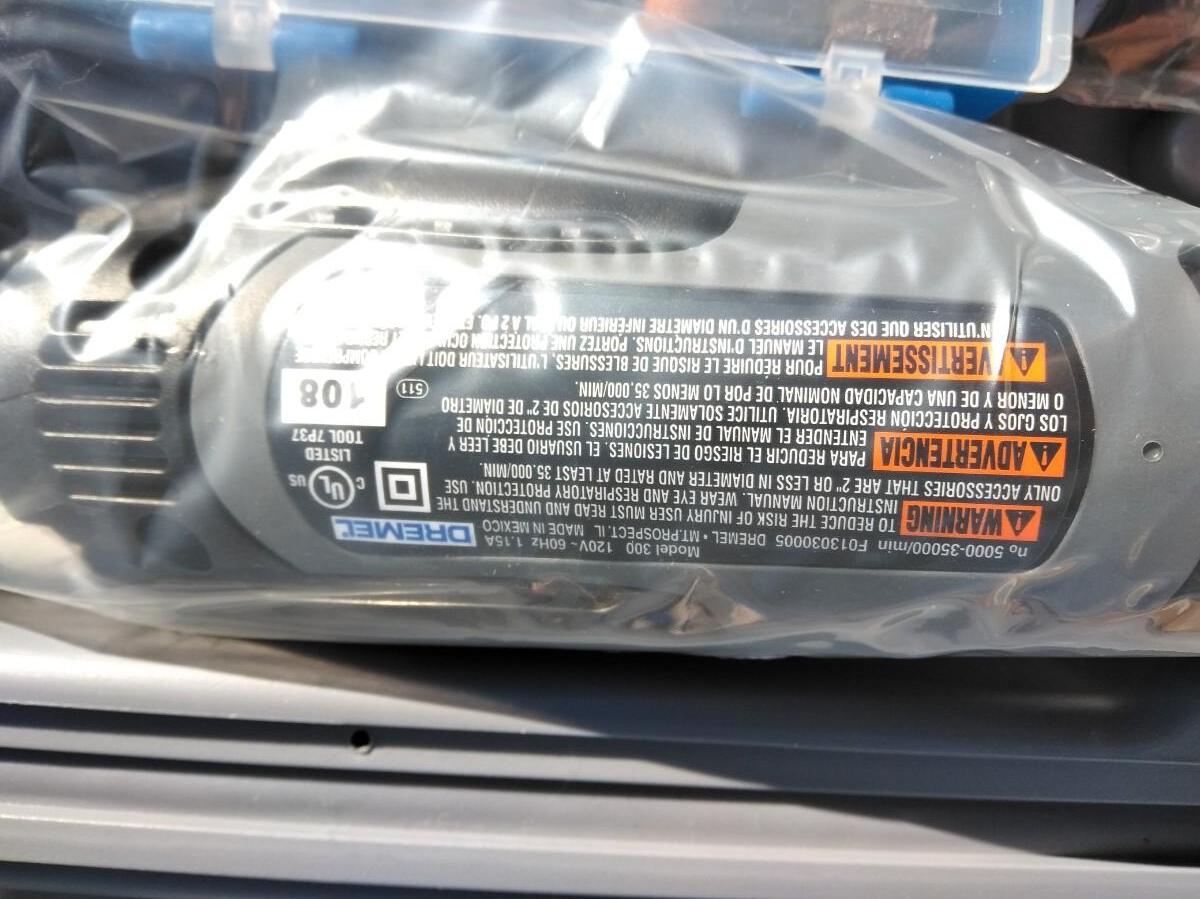 no 5000-35000/min F013030005
Model 300 120V~60Hz 1.15A
DREMEL • MT.PROSPECT. IL MADE IN MEXICO
DREMEL
WARNING TO REDUCE THE RISK OF INJURY USER MUST READ AND UNDERSTAND THE
INSTRUCTION MANUAL. WEAR EYE AND RESPIRATORY PROTECTION. USE
ONLY ACCESSORIES THAT ARE 2" OR LESS IN DIAMETER AND RATED AT LEAST 35.000/MIN.
ADVERTENCIA PARA REDUCIR EL RIESGO DE LESIONES. EL USUARIO DEBE LEER Y
ENTENDER EL MANUAL DE INSTRUCCIONES. USE PROTECCIÓN DE
LOS OJOS Y PROTECCIÓN RESPIRATORIA. UTILICE SOLAMENTE ACCESORIOS DE 2" DE DIAMETRO
O MENOR Y DE UNA CAPACIDAD NOMINAL DE POR LO MENOS 35.000/MIN.
AVERTISSEMENT POUR RÉDUIRE LE RISQUE DE BLESSURES. L'UTILISATEUR DOIT
LE MANUEL D'INSTRUCTIONS. PORTEZ UNE PROTECTION
N'UTILISER QUE DES ACCESSOIRES D'UN DIAMETRE INFÉRIEUR OU
C UL US
LISTED
TOOL 7P37
108
511